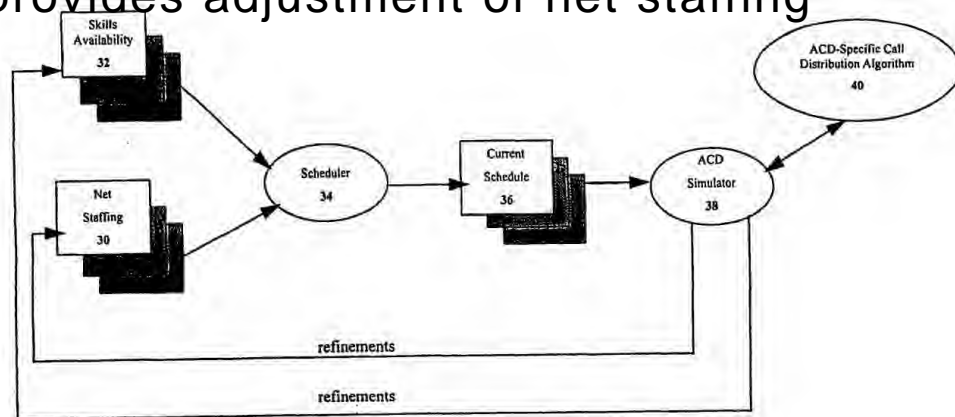 provides adjustment of net staffing
Skills
Availability
32
ACD-Specific Call
Distribution Algorithm
40
Scheduler
34
Current
Schedule
36
ACD
Simulator
38
Net
Staffing
30
refinements
refinements